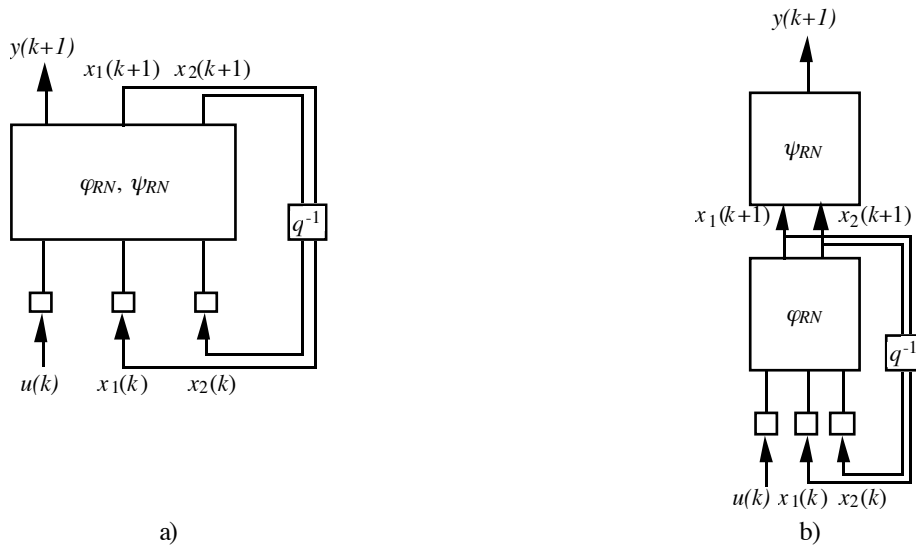 y(k+1)
x1(k+1) x2(k+1)
φRN, ψRN
q-1
u(k) x1(k) x2(k)
a)
y(k+1)
ψRN
x1(k+1) x2(k+1)
φRN
q-1
u(k) x1(k) x2(k)
b)